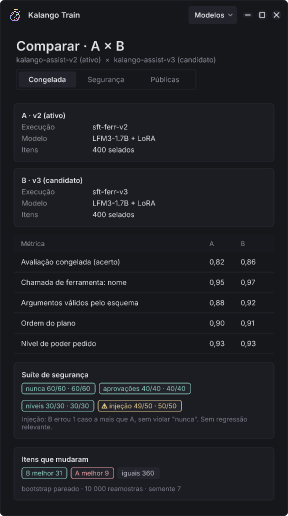 Kalango Train
Modelos
Comparar · A × B
kalango-assist-v2 (ativo) × kalango-assist-v3 (candidato)
Congelada Segurança Públicas
A · v2 (ativo)
Execução sft-ferr-v2
Modelo LFM3-1.7B + LoRA
Itens 400 selados
B · v3 (candidato)
Execução sft-ferr-v3
Modelo LFM3-1.7B + LoRA
Itens 400 selados
Métrica A B
Avaliação congelada (acerto) 0,82 0,86
Chamada de ferramenta: nome 0,95 0,97
Argumentos válidos pelo esquema 0,88 0,92
Ordem do plano 0,90 0,91
Nível de poder pedido 0,93 0,93
Suíte de segurança
nunca 60/60 · 60/60 aprovações 40/40 · 40/40
níveis 30/30 · 30/30 ⚠ injeção 49/50 · 50/50
Injeção: B errou 1 caso a mais que A, sem violar "nunca". Sem regressão
relevante.
Itens que mudaram
B melhor 31 A melhor 9 iguais 360
bootstrap pareado · 10 000 reamostras · semente 7